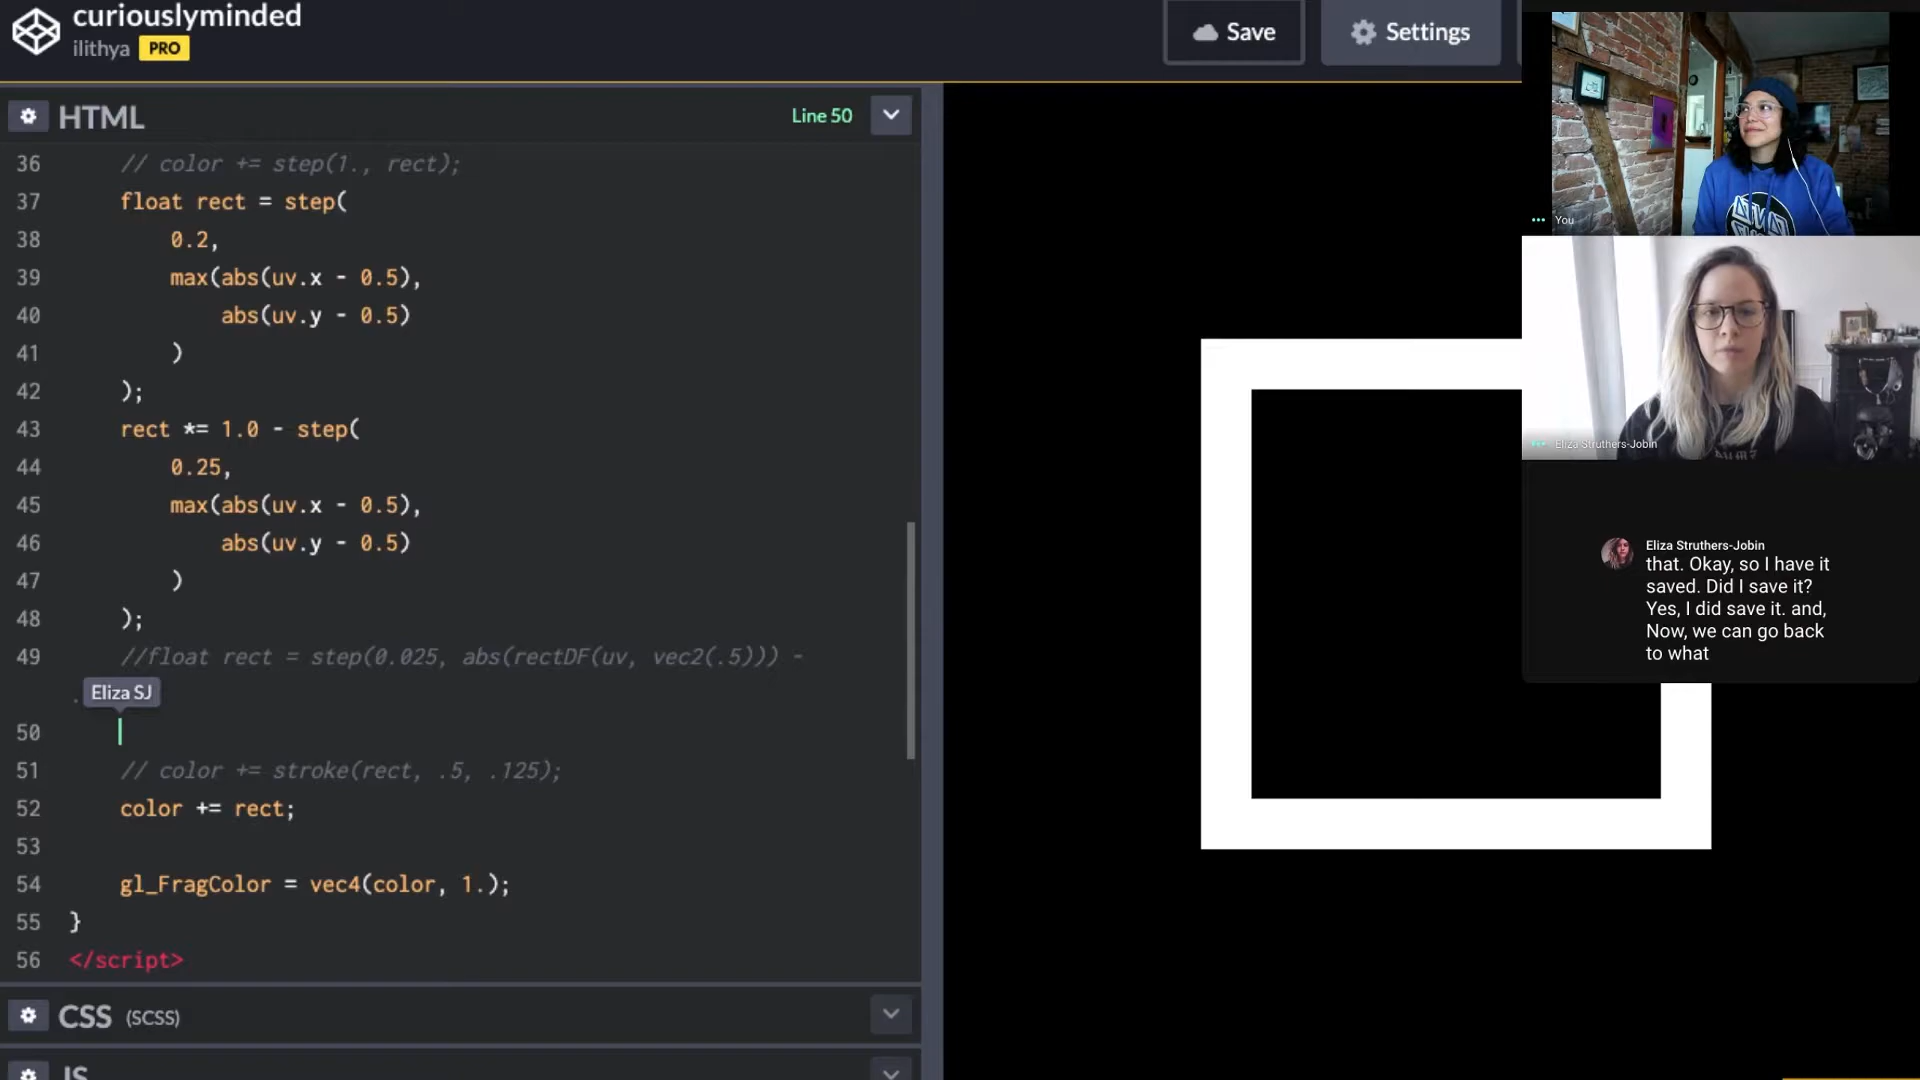 curiouslyminded
ilithya PRO
Save
Settings
HTML
Line 50
36 // color += step(1., rect);
37 float rect = step(
38 0.2,
39 max(abs(uv.x - 0.5),
40 abs(uv.y - 0.5)
41 )
42 );
43 rect *= 1.0 - step(
44 0.25,
45 max(abs(uv.x - 0.5),
46 abs(uv.y - 0.5)
47 )
48 );
49 //float rect = step(0.025, abs(rectDF(uv, vec2(.5))) -
Eliza SJ
50
51 // color += stroke(rect, .5, .125);
52 color += rect;
53
54 gl_FragColor = vec4(color, 1.);
55 }
56 </script>
CSS (SCSS)
JS
You
Eliza Struthers-Jobin
Eliza Struthers-Jobin
that. Okay, so I have it
saved. Did I save it?
Yes, I did save it. and,
Now, we can go back
to what